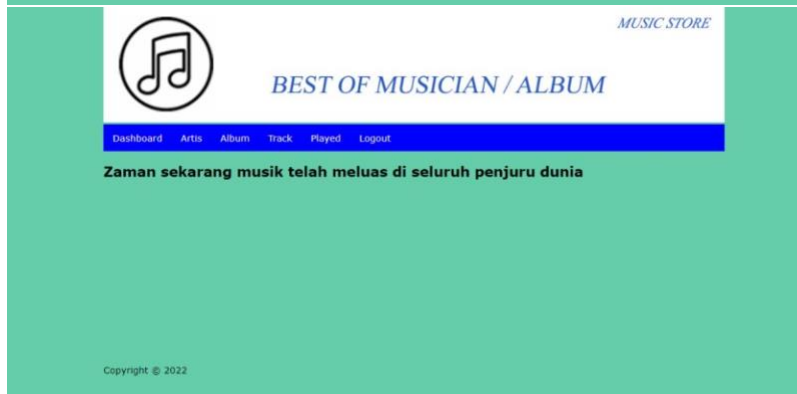 MUSIC STORE
BEST OF MUSICIAN / ALBUM
Dashboard Artis Album Track Played Logout
Zaman sekarang musik telah meluas di seluruh penjuru dunia
Copyright © 2022